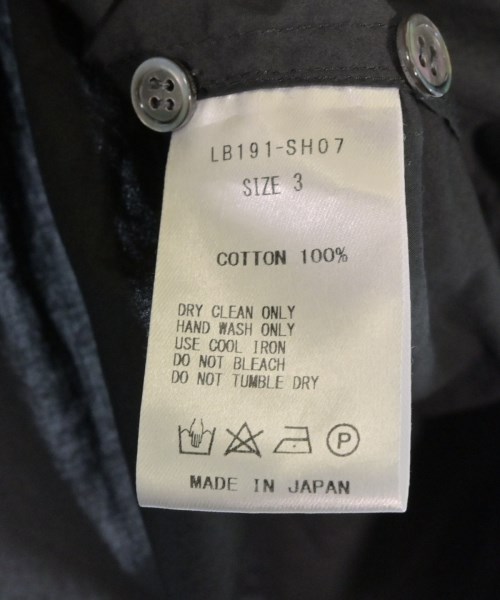 LB191-SH07
SIZE 3
COTTON 100%
DRY CLEAN ONLY
HAND WASH ONLY
USE COOL IRON
DO NOT BLEACH
DO NOT TUMBLE DRY
P
MADE IN JAPAN